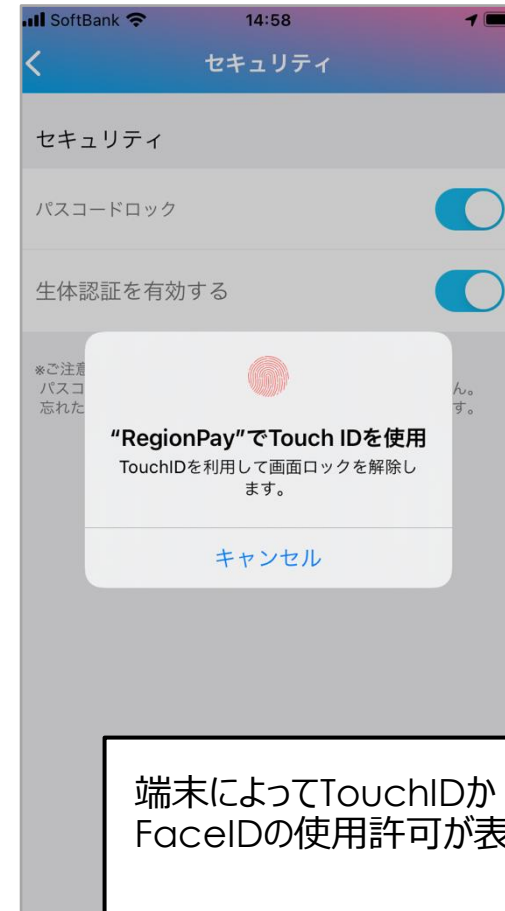 SoftBank 14:58
セキュリティ
セキュリティ
パスコードロック
生体認証を有効する
※ご注意
パスコ ん。
忘れた す。
“RegionPay”でTouch IDを使用
TouchIDを利用して画面ロックを解除し
ます。
キャンセル
端末によってTouchIDか
FaceIDの使用許可が表